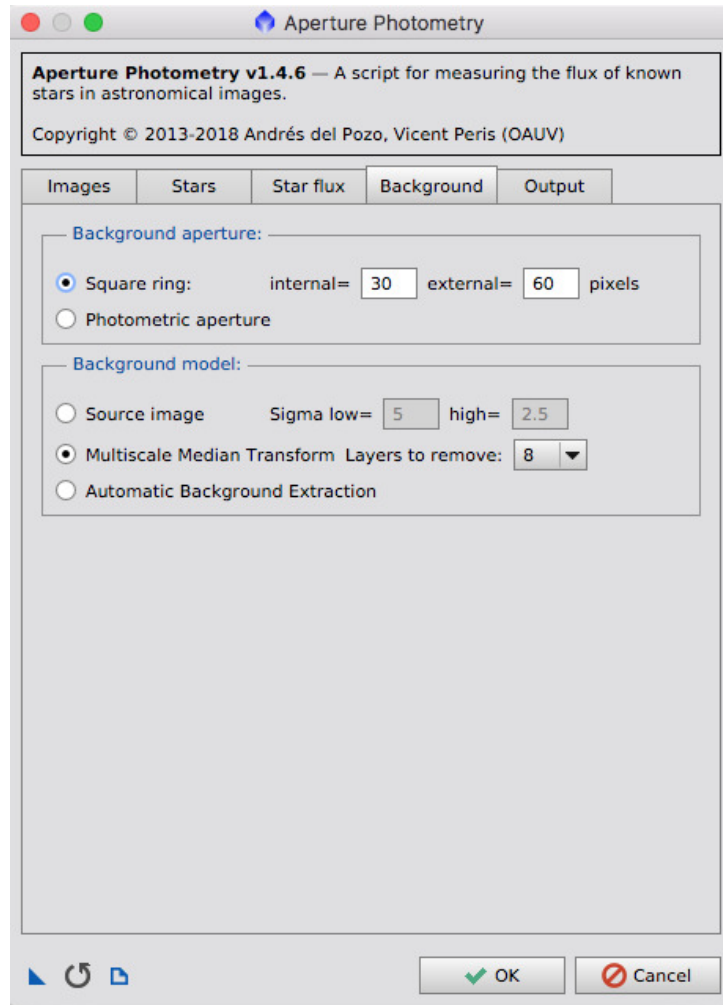 Aperture Photometry
Aperture Photometry v1.4.6 — A script for measuring the flux of known
stars in astronomical images.
Copyright © 2013-2018 Andrés del Pozo, Vicent Peris (OAUV)
Images Stars Star flux Background Output
Background aperture:
Square ring: internal= 30 external= 60 pixels
Photometric aperture
Background model:
Source image Sigma low= 5 high= 2.5
Multiscale Median Transform Layers to remove: 8
Automatic Background Extraction
OK Cancel